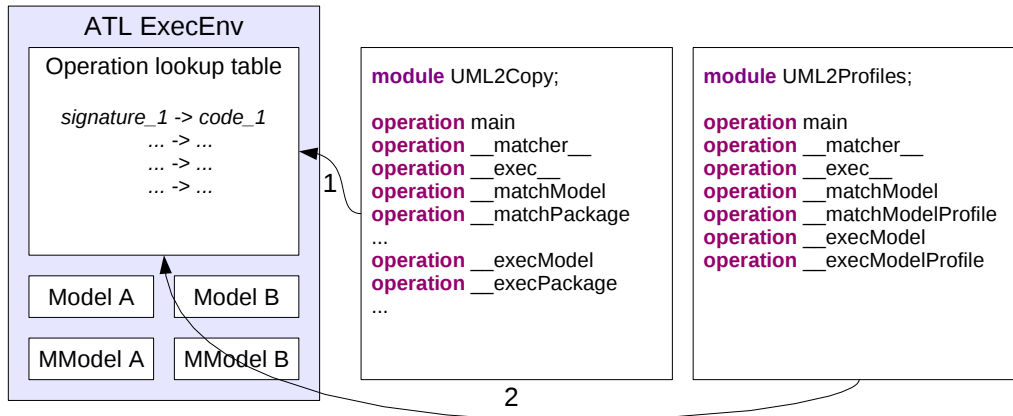 ATL ExecEnv
Operation lookup table
signature_1 -> code_1
... -> ...
... -> ...
... -> ...
Model A
Model B
MModel A
MModel B
1
module UML2Copy;
operation main
operation __matcher__
operation __exec__
operation __matchModel
operation __matchPackage
...
operation __execModel
operation __execPackage
...
module UML2Profiles;
operation main
operation __matcher__
operation __exec__
operation __matchModel
operation __matchModelProfile
operation __execModel
operation __execModelProfile
2